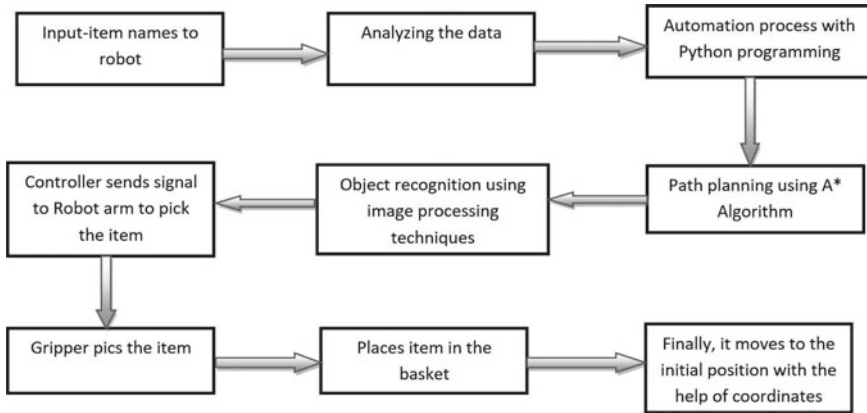 Input-item names to
robot
Analyzing the data
Automation process with
Python programming
Path planning using A*
Algorithm
Object recognition using
image processing
techniques
Controller sends signal
to Robot arm to pick
the item
Gripper pics the item
Places item in the
basket
Finally, it moves to the
initial position with the
help of coordinates